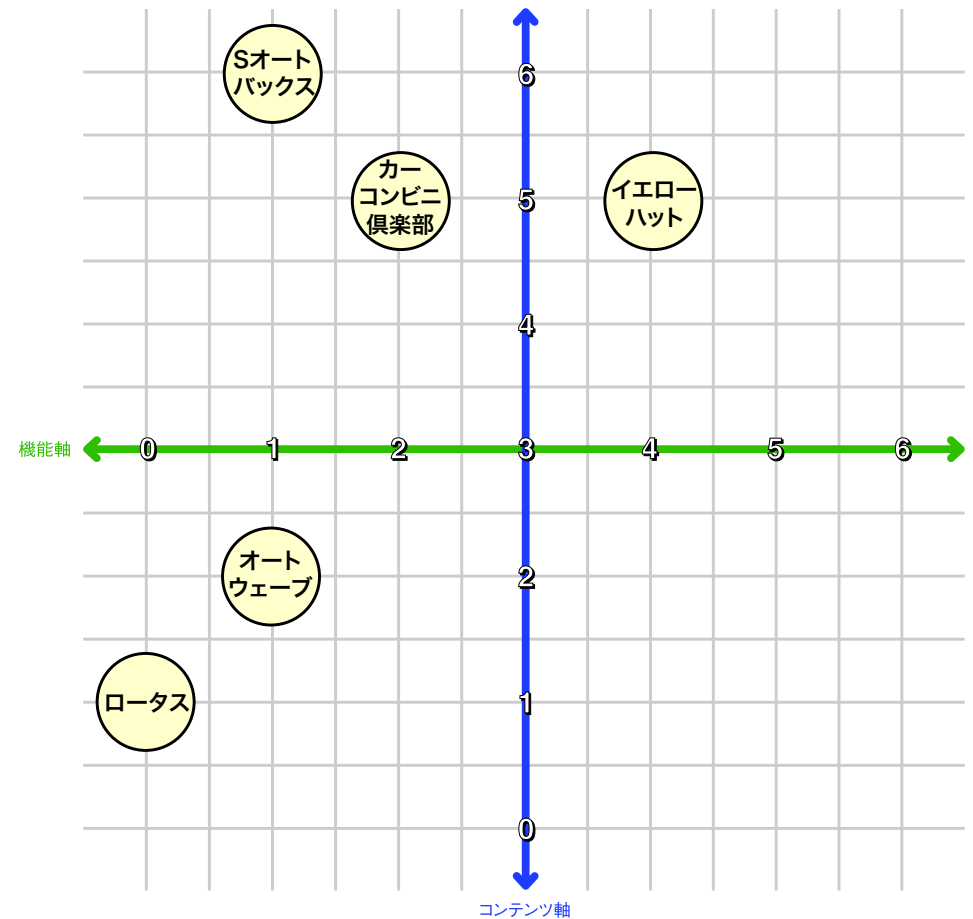 Sオート
バックス
6
カー
コンビニ
倶楽部
5
イエロー
ハット
4
機能軸
0
1
2
3
4
5
6
オート
ウェーブ
2
ロータス
1
0
コンテンツ軸